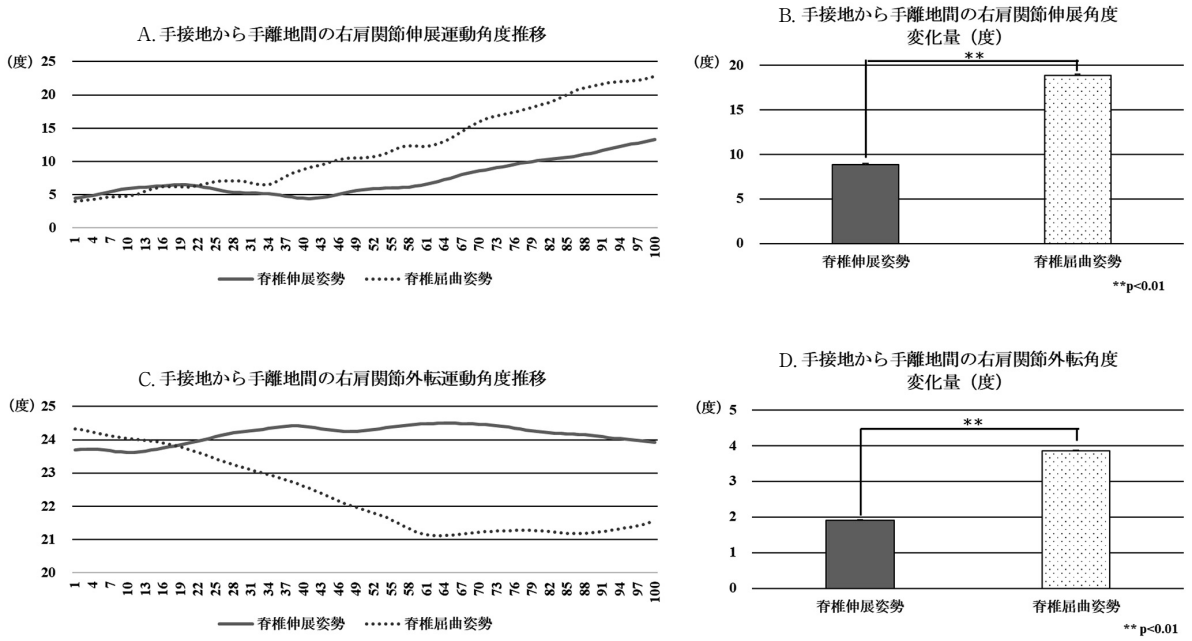 A. 手接地から手離地間の右肩関節伸展運動角度推移
(度)
25
20
15
10
5
0
1 4 7 10 13 16 19 22 25 28 31 34 37 40 43 46 49 52 55 58 61 64 67 70 73 76 79 82 85 88 91 94 97 100
脊椎伸展姿勢 脊椎屈曲姿勢
B. 手接地から手離地間の右肩関節伸展角度
変化量（度）
(度)
20
15
10
5
0
**
脊椎伸展姿勢 脊椎屈曲姿勢
**p<0.01
C. 手接地から手離地間の右肩関節外転運動角度推移
(度)
25
24
23
22
21
20
1 4 7 10 13 16 19 22 25 28 31 34 37 40 43 46 49 52 55 58 61 64 67 70 73 76 79 82 85 88 91 94 97 100
脊椎伸展姿勢 脊椎屈曲姿勢
D. 手接地から手離地間の右肩関節外転角度
変化量（度）
(度)
5
4
3
2
1
0
**
脊椎伸展姿勢 脊椎屈曲姿勢
** p<0.01